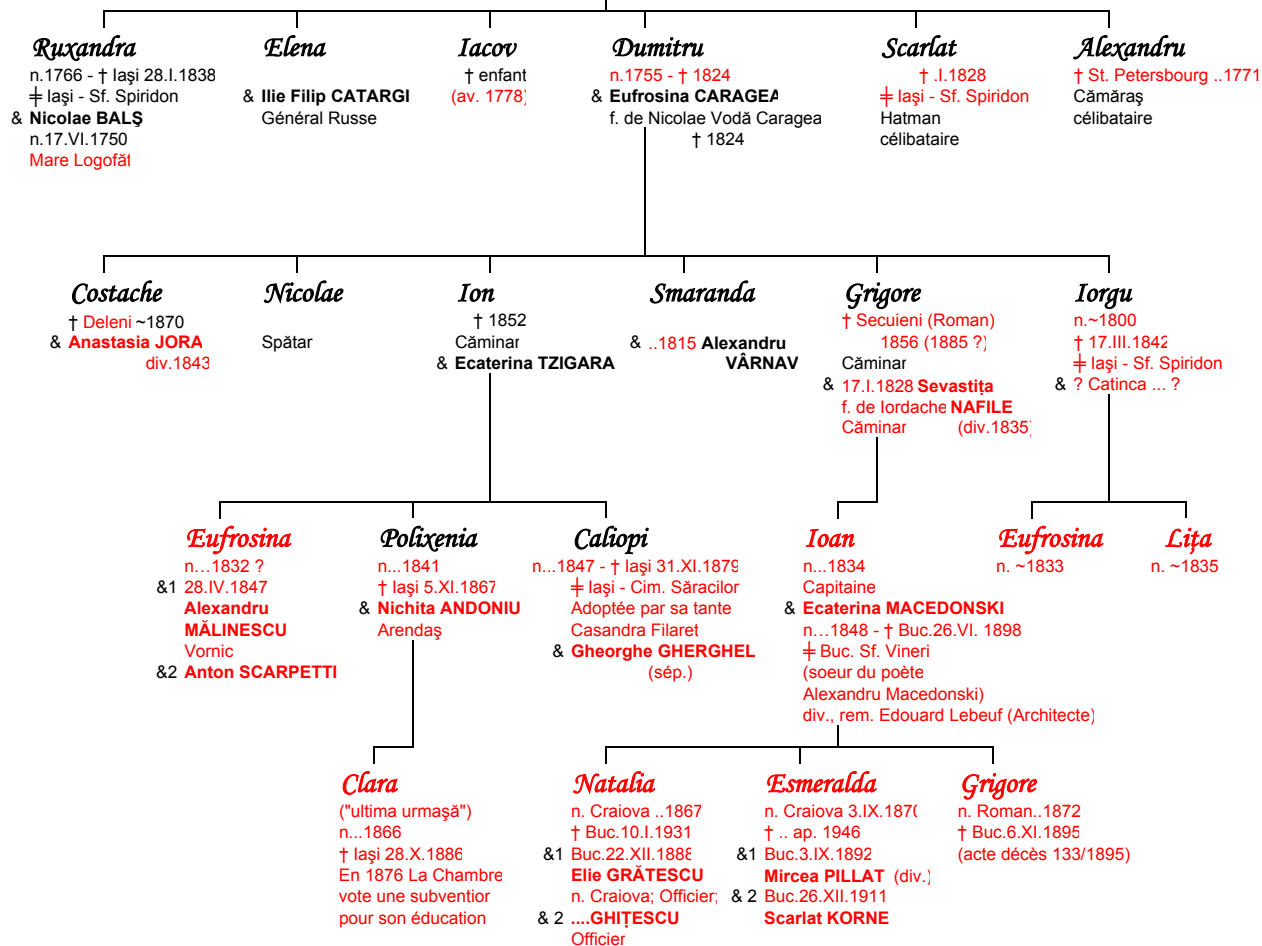 Ruxandra
n.1766 - † Iaşi 28.I.1838
╪ Iaşi - Sf. Spiridon
& Nicolae BALŞ
n.17.VI.1750
Mare Logofăt
Elena
& Ilie Filip CATARGI
Général Russe
Iacov
† enfant
(av. 1778)
Dumitru
n.1755 - † 1824
& Eufrosina CARAGEA
f. de Nicolae Vodă Caragea
† 1824
Scarlat
† .I.1828
╪ Iaşi - Sf. Spiridon
Hatman
célibataire
Alexandru
† St. Petersbourg ..1771
Cămăraş
célibataire
Costache
† Deleni ~1870
& Anastasia JORA
div.1843
Nicolae
Spătar
Ion
† 1852
Căminar
& Ecaterina TZIGARA
Smaranda
& ..1815 Alexandru
VÂRNAV
Grigore
† Secuieni (Roman)
1856 (1885 ?)
Căminar
& 17.I.1828 Sevastiţa
f. de Iordache NAFILE
Căminar (div.1835)
Iorgu
n.~1800
† 17.III.1842
╪ Iaşi - Sf. Spiridon
& ? Catinca ... ?
Eufrosina
n...1832 ?
&1 28.IV.1847
Alexandru
MĂLINESCU
Vornic
&2 Anton SCARPETTI
Polixenia
n...1841
† Iaşi 5.XI.1867
& Nichita ANDONIU
Arendaş
Caliopi
n...1847 - † Iaşi 31.XI.1879
╪ Iaşi - Cim. Săracilor
Adoptée par sa tante
Casandra Filaret
& Gheorghe GHERGHEL
(sép.)
Ioan
n...1834
Capitaine
& Ecaterina MACEDONSKI
n...1848 - † Buc.26.VI. 1898
╪ Buc. Sf. Vineri
(soeur du poète
Alexandru Macedonski)
div., rem. Edouard Lebeuf (Architecte)
Eufrosina
n. ~1833
Liţa
n. ~1835
Clara
("ultima urmaşă")
n...1866
† Iaşi 28.X.1886
En 1876 La Chambre
vote une subvention
pour son éducation
Natalia
n. Craiova ..1867
† Buc.10.I.1931
&1 Buc.22.XII.1888
Elie GRĂTESCU
n. Craiova; Officier;
& 2 ....GHIŢESCU
Officier
Esmeralda
n. Craiova 3.IX.1870
† .. ap. 1946
&1 Buc.3.IX.1892
Mircea PILLAT (div.)
& 2 Buc.26.XII.1911
Scarlat KORNE
Grigore
n. Roman..1872
† Buc.6.XI.1895
(acte décès 133/1895)